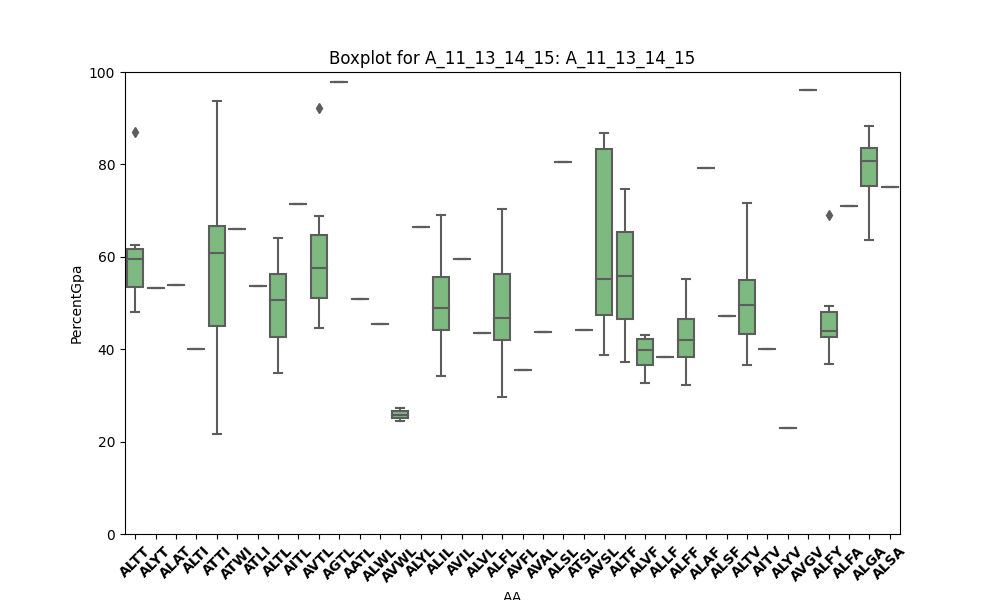 Boxplot for A_11_13_14_15: A_11_13_14_15
PercentGpa
100
80
60
40
20
0
ALTT ALYT ALAT ALTI ATTI ATWI ATLI ALTL AITL AVTL AGTL AATL ALWL AVWL ALYL ALIL AVIL ALVL ALFL AVFL AVAL ALSL ATSL AVSL ALTF ALVF ALLF ALFF ALAF ALSF ALTV AITV ALYV AVGV ALFY ALFA ALGA ALSA
AA